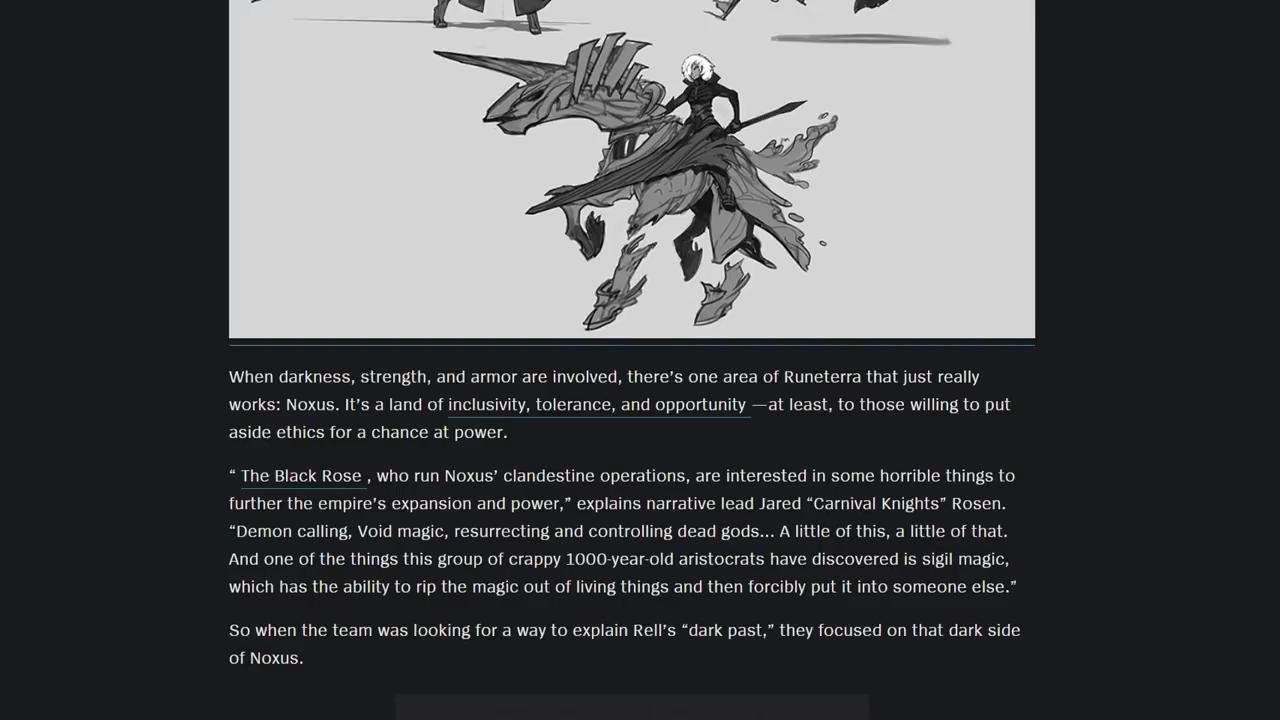 When darkness, strength, and armor are involved, there’s one area of Runeterra that just really
works: Noxus. It’s a land of inclusivity, tolerance, and opportunity —at least, to those willing to put
aside ethics for a chance at power.
“ The Black Rose , who run Noxus’ clandestine operations, are interested in some horrible things to
further the empire’s expansion and power,” explains narrative lead Jared “Carnival Knights” Rosen.
“Demon calling, Void magic, resurrecting and controlling dead gods... A little of this, a little of that.
And one of the things this group of crappy 1000-year-old aristocrats have discovered is sigil magic,
which has the ability to rip the magic out of living things and then forcibly put it into someone else.”
So when the team was looking for a way to explain Rell’s “dark past,” they focused on that dark side
of Noxus.